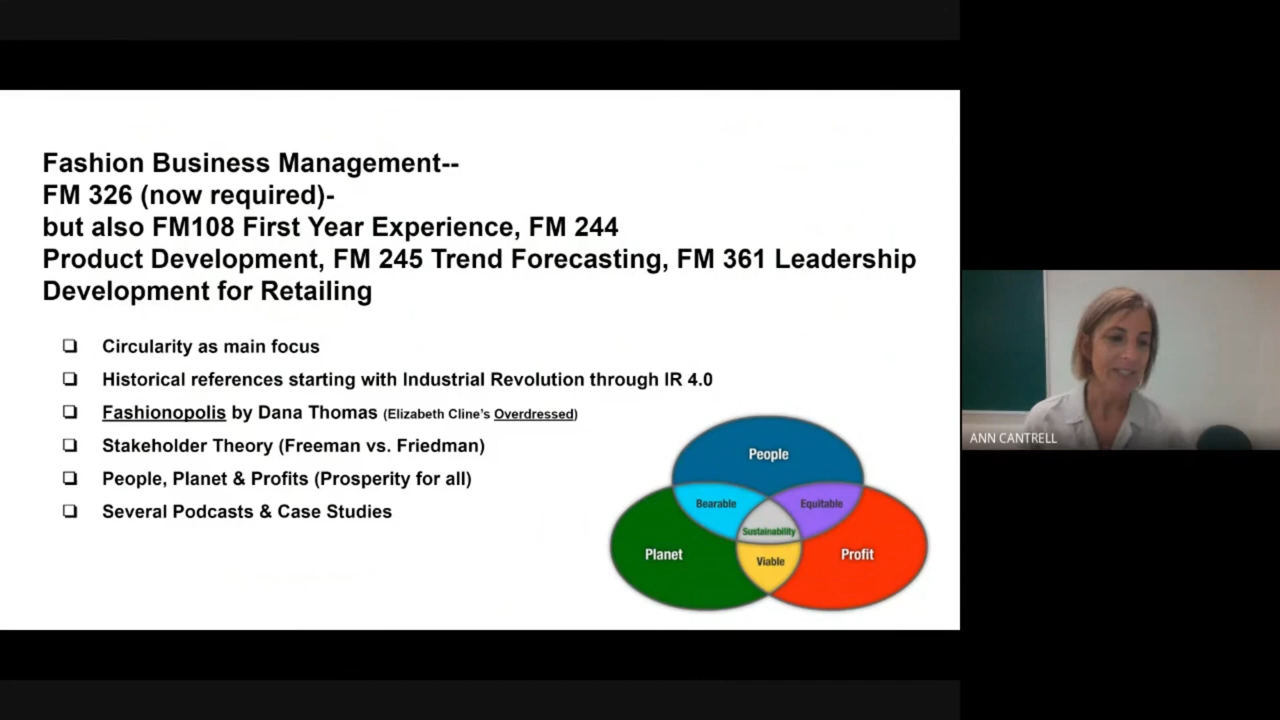 Fashion Business Management--
FM 326 (now required)-
but also FM108 First Year Experience, FM 244
Product Development, FM 245 Trend Forecasting, FM 361 Leadership
Development for Retailing
Circularity as main focus
Historical references starting with Industrial Revolution through IR 4.0
Fashionopolis by Dana Thomas (Elizabeth Cline's Overdressed)
Stakeholder Theory (Freeman vs. Friedman)
People, Planet & Profits (Prosperity for all)
Several Podcasts & Case Studies
People
Bearable
Equitable
Sustainability
Planet
Viable
Profit
ANN CANTRELL